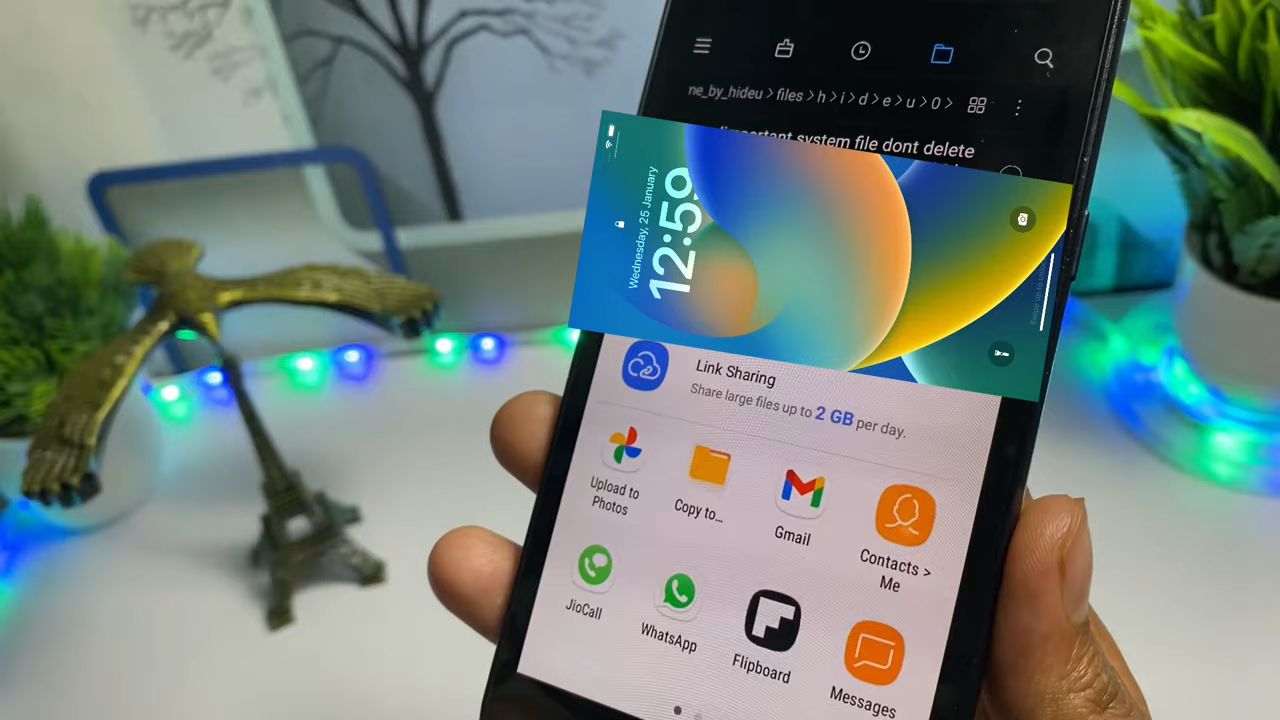 ne_by_hideu > files > h > i > d > e > u > 0 >
important system file dont delete
Wednesday, 25 January
12:59
Link Sharing
Share large files up to 2 GB per day.
Upload to
Photos
Copy to...
Gmail
Contacts >
Me
JioCall
WhatsApp
Flipboard
Messages